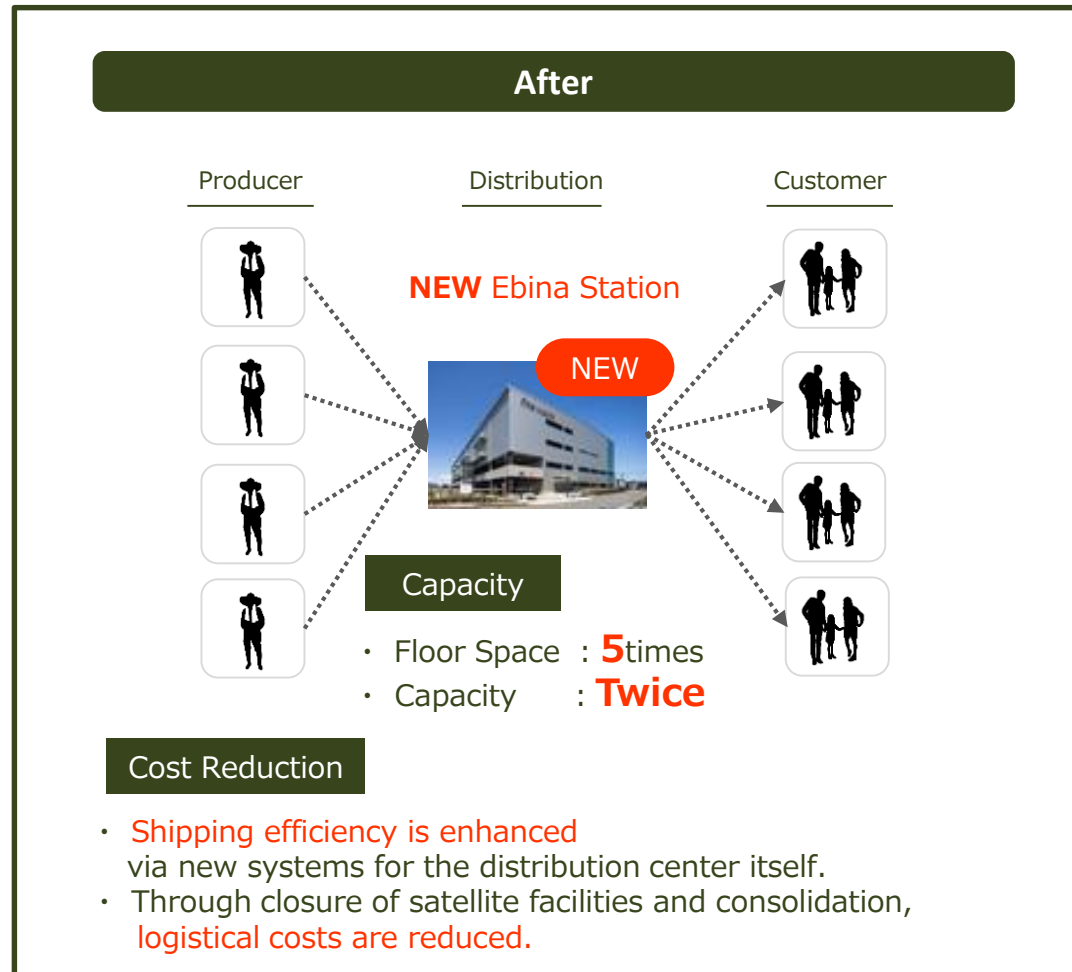 After
Producer
Distribution
Customer
NEW Ebina Station
NEW
Capacity
・ Floor Space : 5times
・ Capacity : Twice
Cost Reduction
・ Shipping efficiency is enhanced
via new systems for the distribution center itself.
・ Through closure of satellite facilities and consolidation,
logistical costs are reduced.